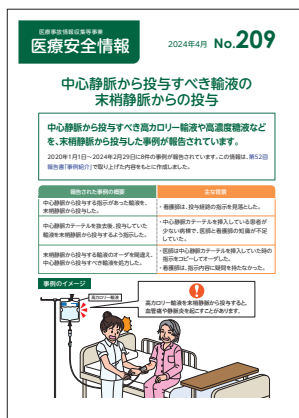 医療事故情報収集等事業
医療安全情報
2024年4月 No.209
中心静脈から投与すべき輸液の
末梢静脈からの投与
中心静脈から投与すべき高カロリー輸液や高濃度糖液など
を、末梢静脈から投与した事例が報告されています。
2020年1月1日~2024年2月29日に8件の事例が報告されています。この情報は、第52回
報告書「事例紹介」で取り上げた内容をもとに作成しました。
報告された事例の概要
主な背景
中心静脈から投与する指示があった輸液を、
末梢静脈から投与した。
・看護師は、投与経路の指示を見落とした。
中心静脈カテーテルを抜去後、投与していた
輸液を末梢静脈から投与するよう指示した。
・中心静脈カテーテルを挿入している患者が
少ない病棟で、医師と看護師の知識が不足
していた。
末梢静脈から投与する輸液のオーダを間違え、
中心静脈から投与すべき輸液を処方した。
・医師は中心静脈カテーテルを挿入していた時の
指示をコピーしてオーダした。
・看護師は、指示内容に疑問を持たなかった。
事例のイメージ
高カロリー輸液
高カロリー輸液を末梢静脈から投与すると、
血管痛や静脈炎を起こすことがあります。